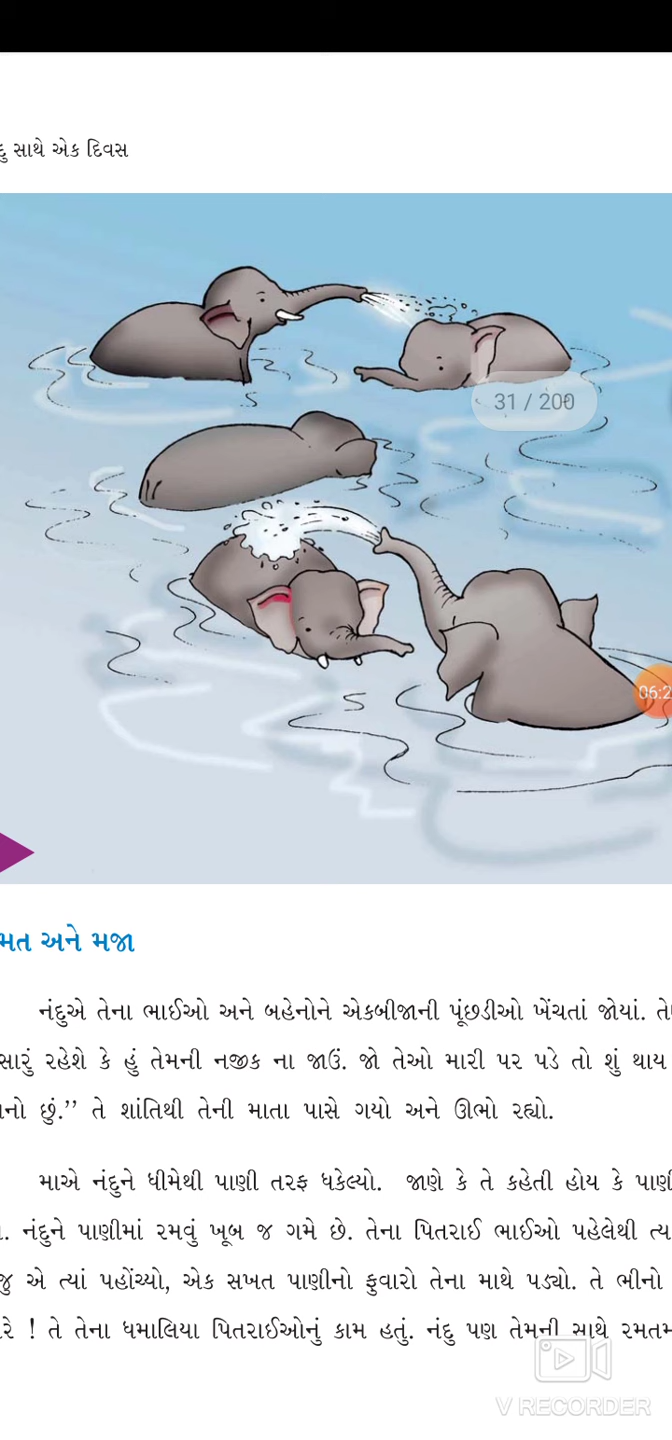 સાથે એક દિવસ
31 / 200
06:2
મત અને મજા
નંદુએ તેના ભાઈઓ અને બહેનોને એકબીજાની પૂંછડીઓ ખેંચતાં જોયાં.
સારું રહેશે કે હું તેમની નજીક ના જાઉં. જો તેઓ મારી પર પડે તો શું થાય
નો છું.’’ તે શાંતિથી તેની માતા પાસે ગયો અને ઊભો રહ્યો.
માએ નંદુને ધીમેથી પાણી તરફ ધકેલ્યો. જાણે કે તે કહેતી હોય કે પાણી
નંદુને પાણીમાં રમવું ખૂબ જ ગમે છે. તેના પિતરાઈ ભાઈઓ પહેલેથી ત્ય
જુ એ ત્યાં પહોંચ્યો, એક સખત પાણીનો ફુવારો તેના માથે પડ્યો. તે ભીનો
રે ! તે તેના ધમાલિયા પિતરાઈઓનું કામ હતું. નંદુ પણ તેમની સાથે રમતમ
V RECORDER